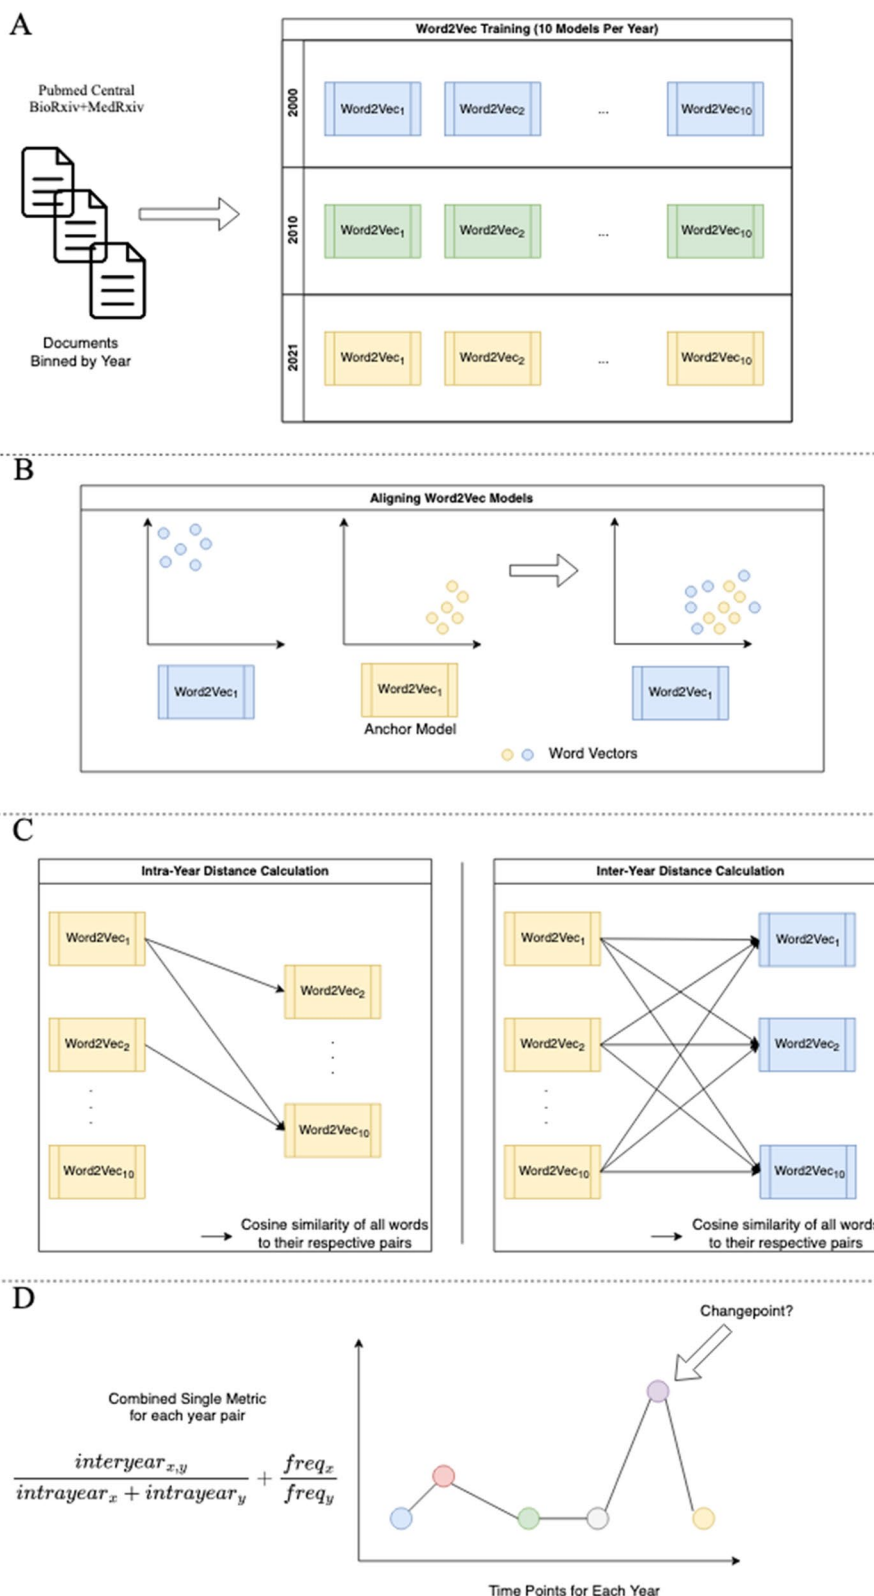 A
Pubmed Central
BioRxiv+MedRxiv
Documents
Binned by Year
Word2Vec Training (10 Models Per Year)
2000
Word2Vec₁
Word2Vec₂
...
Word2Vec₁₀
2010
Word2Vec₁
Word2Vec₂
...
Word2Vec₁₀
2021
Word2Vec₁
Word2Vec₂
...
Word2Vec₁₀
B
Aligning Word2Vec Models
Word2Vec₁
Word2Vec₁
Anchor Model
Word2Vec₁
Word Vectors
C
Intra-Year Distance Calculation
Word2Vec₁
Word2Vec₂
Word2Vec₂
. . .
Word2Vec₁₀
. . .
Word2Vec₁₀
Cosine similarity of all words
to their respective pairs
Inter-Year Distance Calculation
Word2Vec₁
Word2Vec₁
Word2Vec₂
Word2Vec₂
. . .
Word2Vec₁₀
Word2Vec₁₀
Cosine similarity of all words
to their respective pairs
D
Combined Single Metric
for each year pair
interyearₓ,ᵧ
intrayearₓ + intrayearᵧ
+
freqₓ
freqᵧ
Changepoint?
Time Points for Each Year